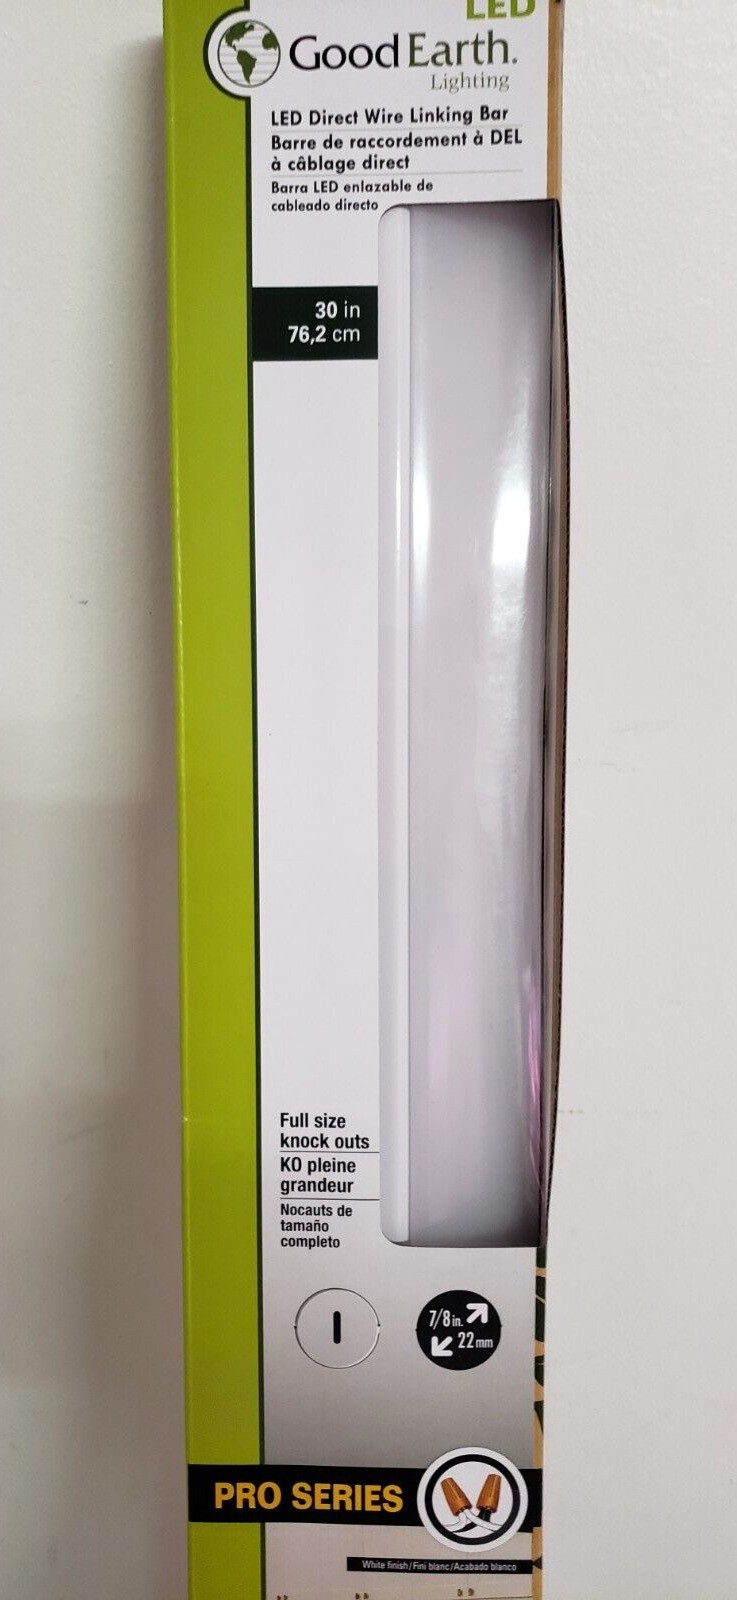 LED
Good Earth.
Lighting
LED Direct Wire Linking Bar
Barre de raccordement à DEL
à câblage direct
Barra LED enlazable de
cableado directo
30 in
76,2 cm
Full size
knock outs
KO pleine
grandeur
Nocauts de
tamaño
completo
7/8 in.
22 mm
PRO SERIES
White finish/Fini blanc/Acabado blanco